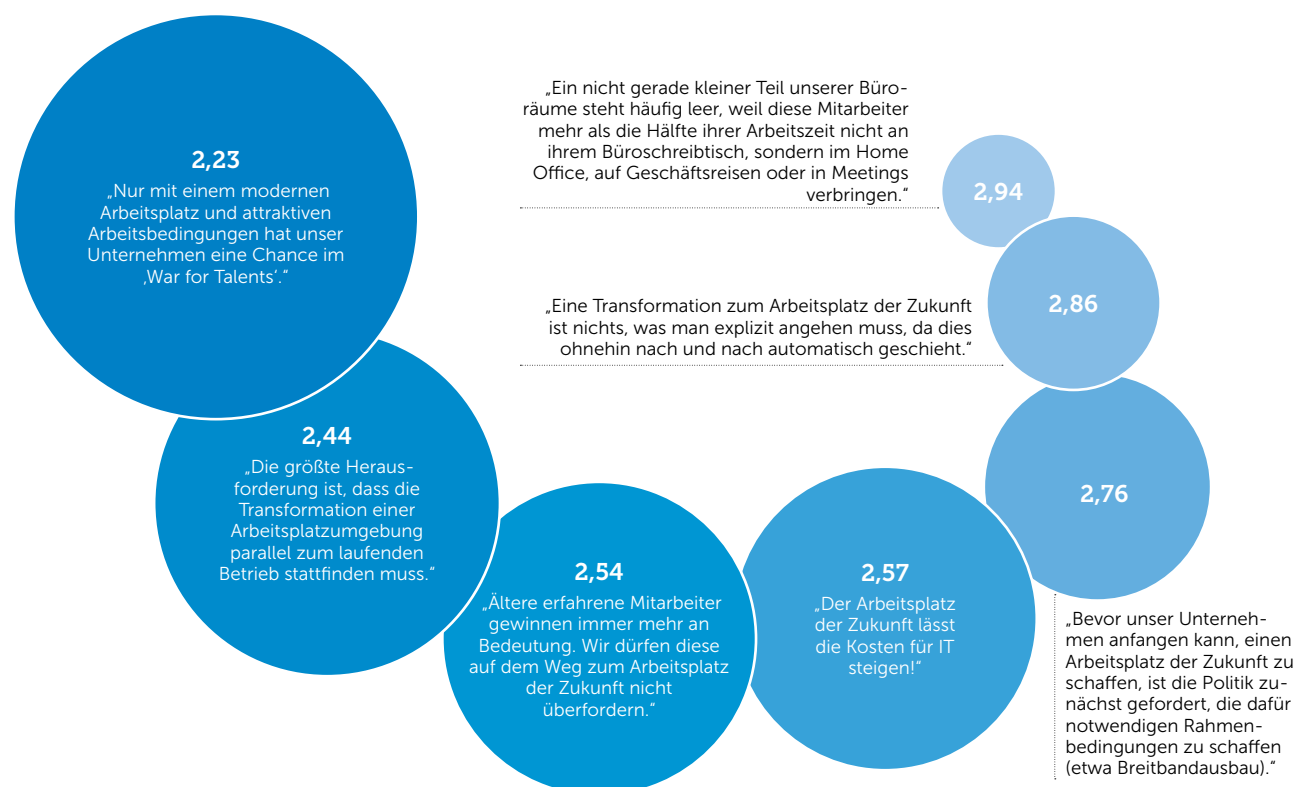 2,23
„Nur mit einem modernen
Arbeitsplatz und attraktiven
Arbeitsbedingungen hat unser
Unternehmen eine Chance im
‚War for Talents‘.“
2,44
„Die größte Heraus-
forderung ist, dass die
Transformation einer
Arbeitsplatzumgebung
parallel zum laufenden
Betrieb stattfinden muss.“
2,54
„Ältere erfahrene Mitarbeiter
gewinnen immer mehr an
Bedeutung. Wir dürfen diese
auf dem Weg zum Arbeitsplatz
der Zukunft nicht
überfordern.“
2,57
„Der Arbeitsplatz
der Zukunft lässt
die Kosten für IT
steigen!“
2,76
„Bevor unser Unterneh-
men anfangen kann, einen
Arbeitsplatz der Zukunft zu
schaffen, ist die Politik zu-
nächst gefordert, die dafür
notwendigen Rahmen-
bedingungen zu schaffen
(etwa Breitbandausbau).“
2,86
„Eine Transformation zum Arbeitsplatz der Zukunft
ist nichts, was man explizit angehen muss, da dies
ohnehin nach und nach automatisch geschieht.“
2,94
„Ein nicht gerade kleiner Teil unserer Büro-
räume steht häufig leer, weil diese Mitarbeiter
mehr als die Hälfte ihrer Arbeitszeit nicht an
ihrem Büroschreibtisch, sondern im Home
Office, auf Geschäftsreisen oder in Meetings
verbringen.“